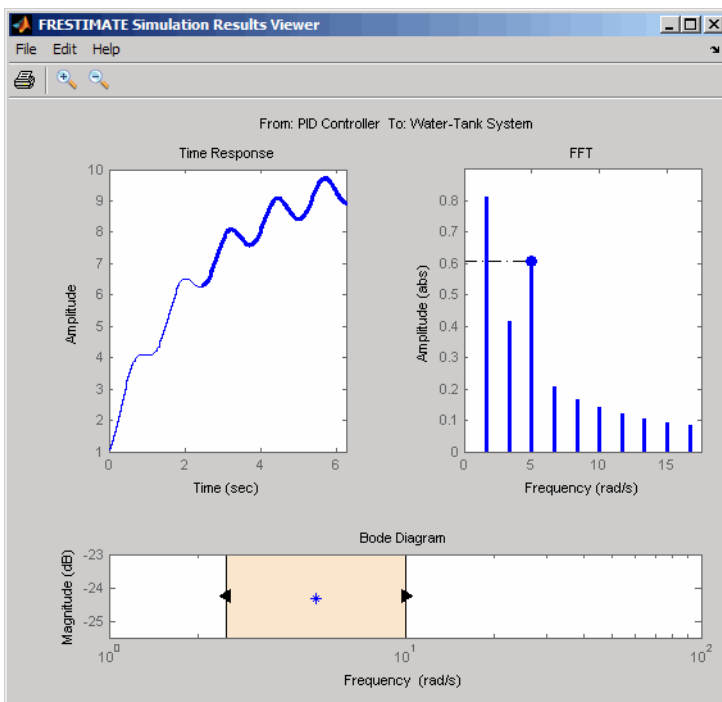 FRESTIMATE Simulation Results Viewer
File Edit Help
From: PID Controller To: Water-Tank System
Time Response
10
9
8
7
6
5
4
3
2
1
0 2 4 6
Amplitude
Time (sec)
FFT
0.8
0.7
0.6
0.5
0.4
0.3
0.2
0.1
0
0 5 10 15
Amplitude (abs)
Frequency (rad/s)
Bode Diagram
-23
-24
-25
Magnitude (dB)
10^0 10^1 10^2
Frequency (rad/s)